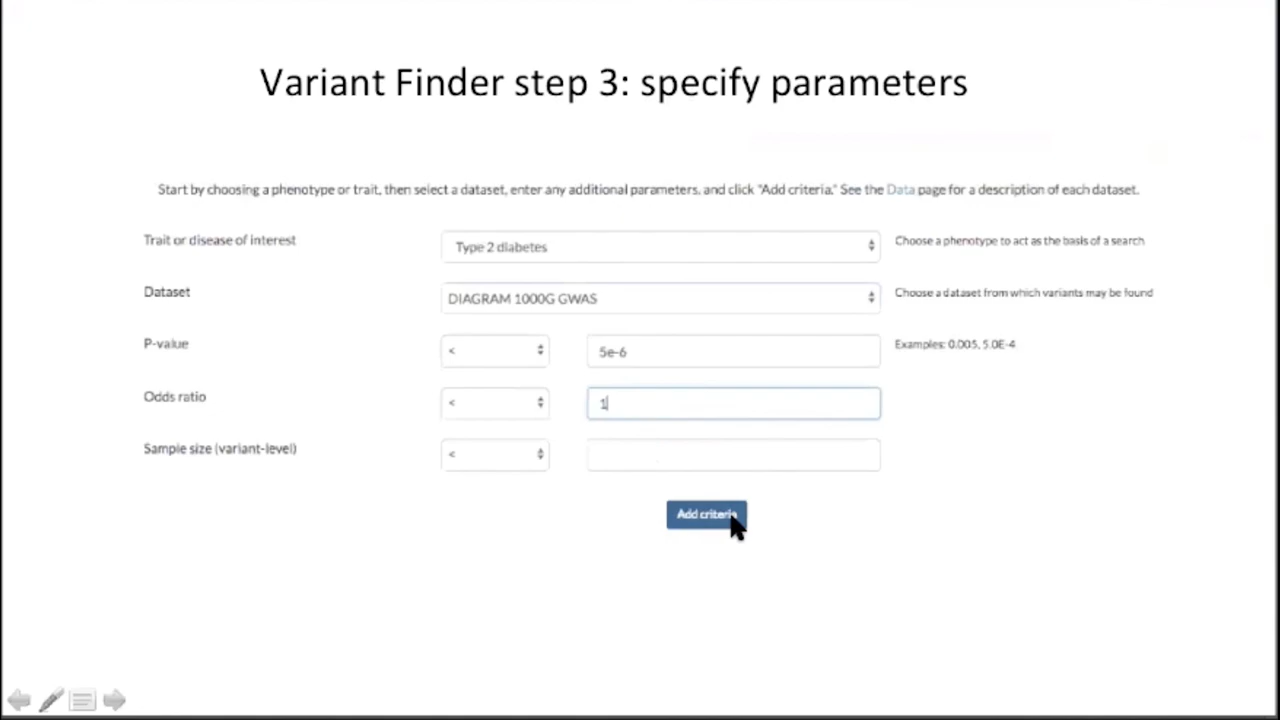 Variant Finder step 3: specify parameters
Start by choosing a phenotype or trait, then select a dataset, enter any additional parameters, and click "Add criteria." See the Data page for a description of each dataset.
Trait or disease of interest
Type 2 diabetes
Choose a phenotype to act as the basis of a search
Dataset
DIAGRAM 1000G GWAS
Choose a dataset from which variants may be found
P-value
<
5e-6
Examples: 0.005, 5.0E-4
Odds ratio
<
1
Sample size (variant-level)
<
Add criteria